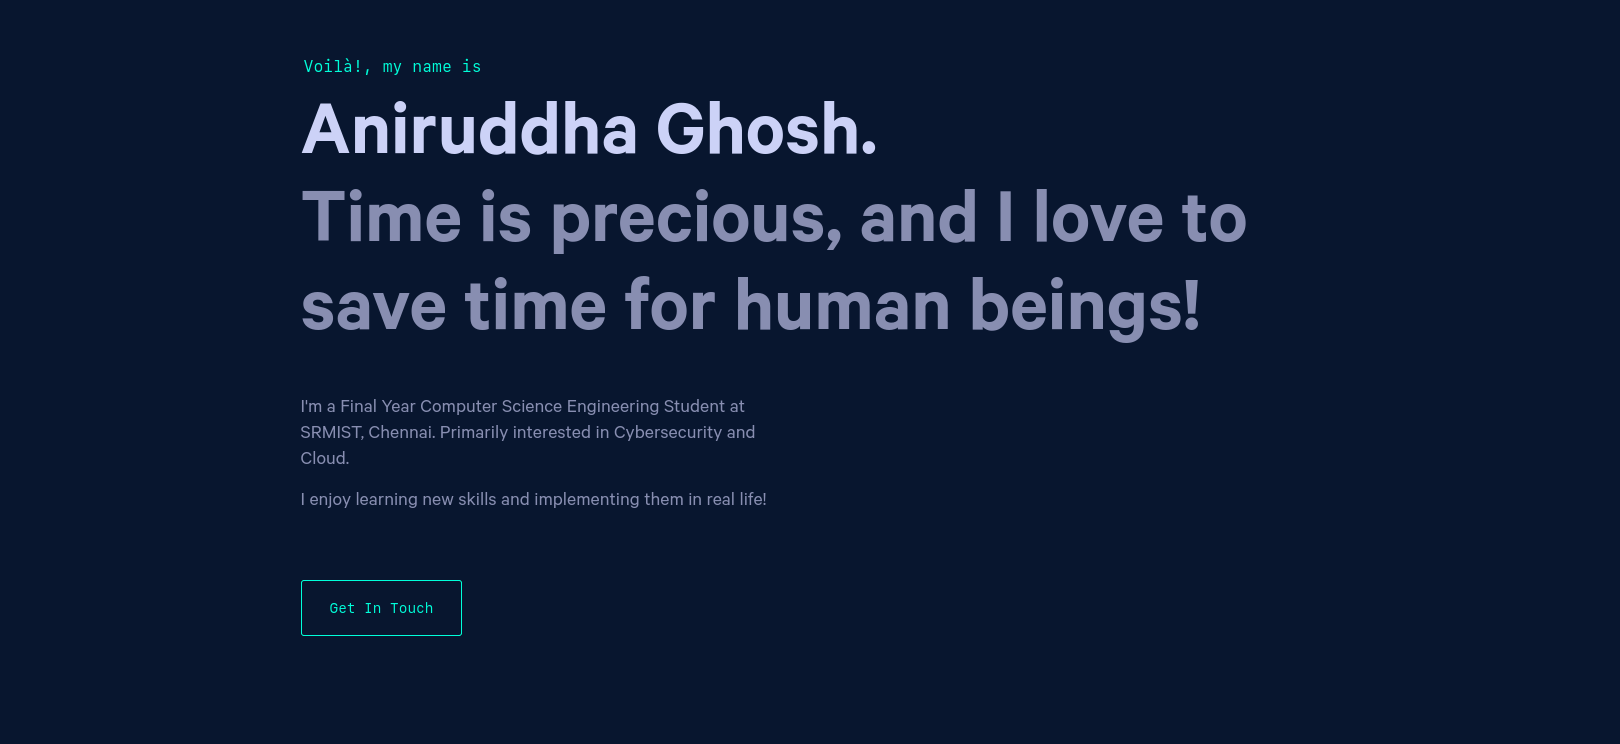 Voilà!, my name is
Aniruddha Ghosh.
Time is precious, and I love to
save time for human beings!
I'm a Final Year Computer Science Engineering Student at
SRMIST, Chennai. Primarily interested in Cybersecurity and
Cloud.
I enjoy learning new skills and implementing them in real life!
Get In Touch